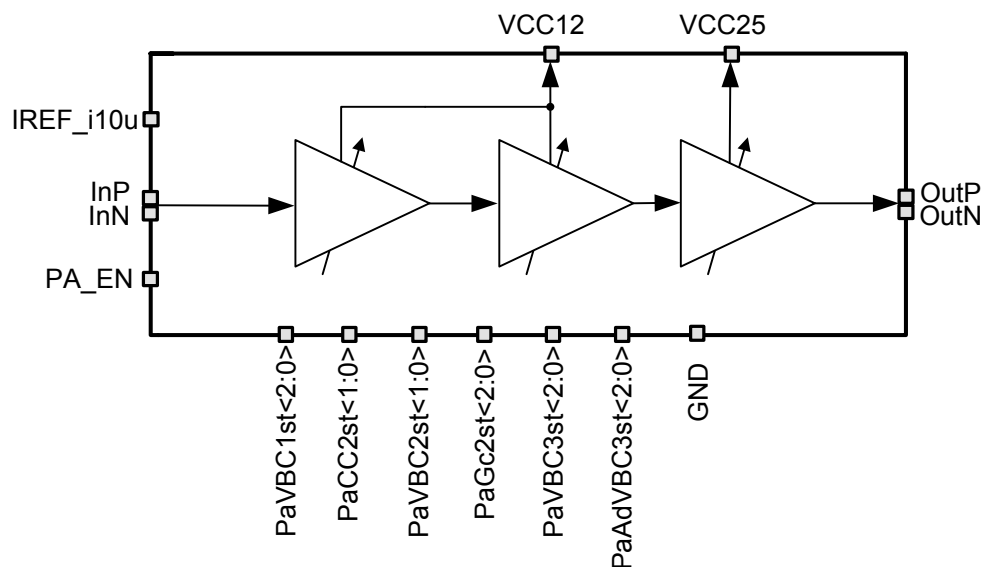 VCC12
VCC25
IREF_i10u
InP
InN
OutP
OutN
PA_EN
PaVBC1st<2:0>
PaCC2st<1:0>
PaVBC2st<1:0>
PaGc2st<2:0>
PaVBC3st<2:0>
PaAdVBC3st<2:0>
GND